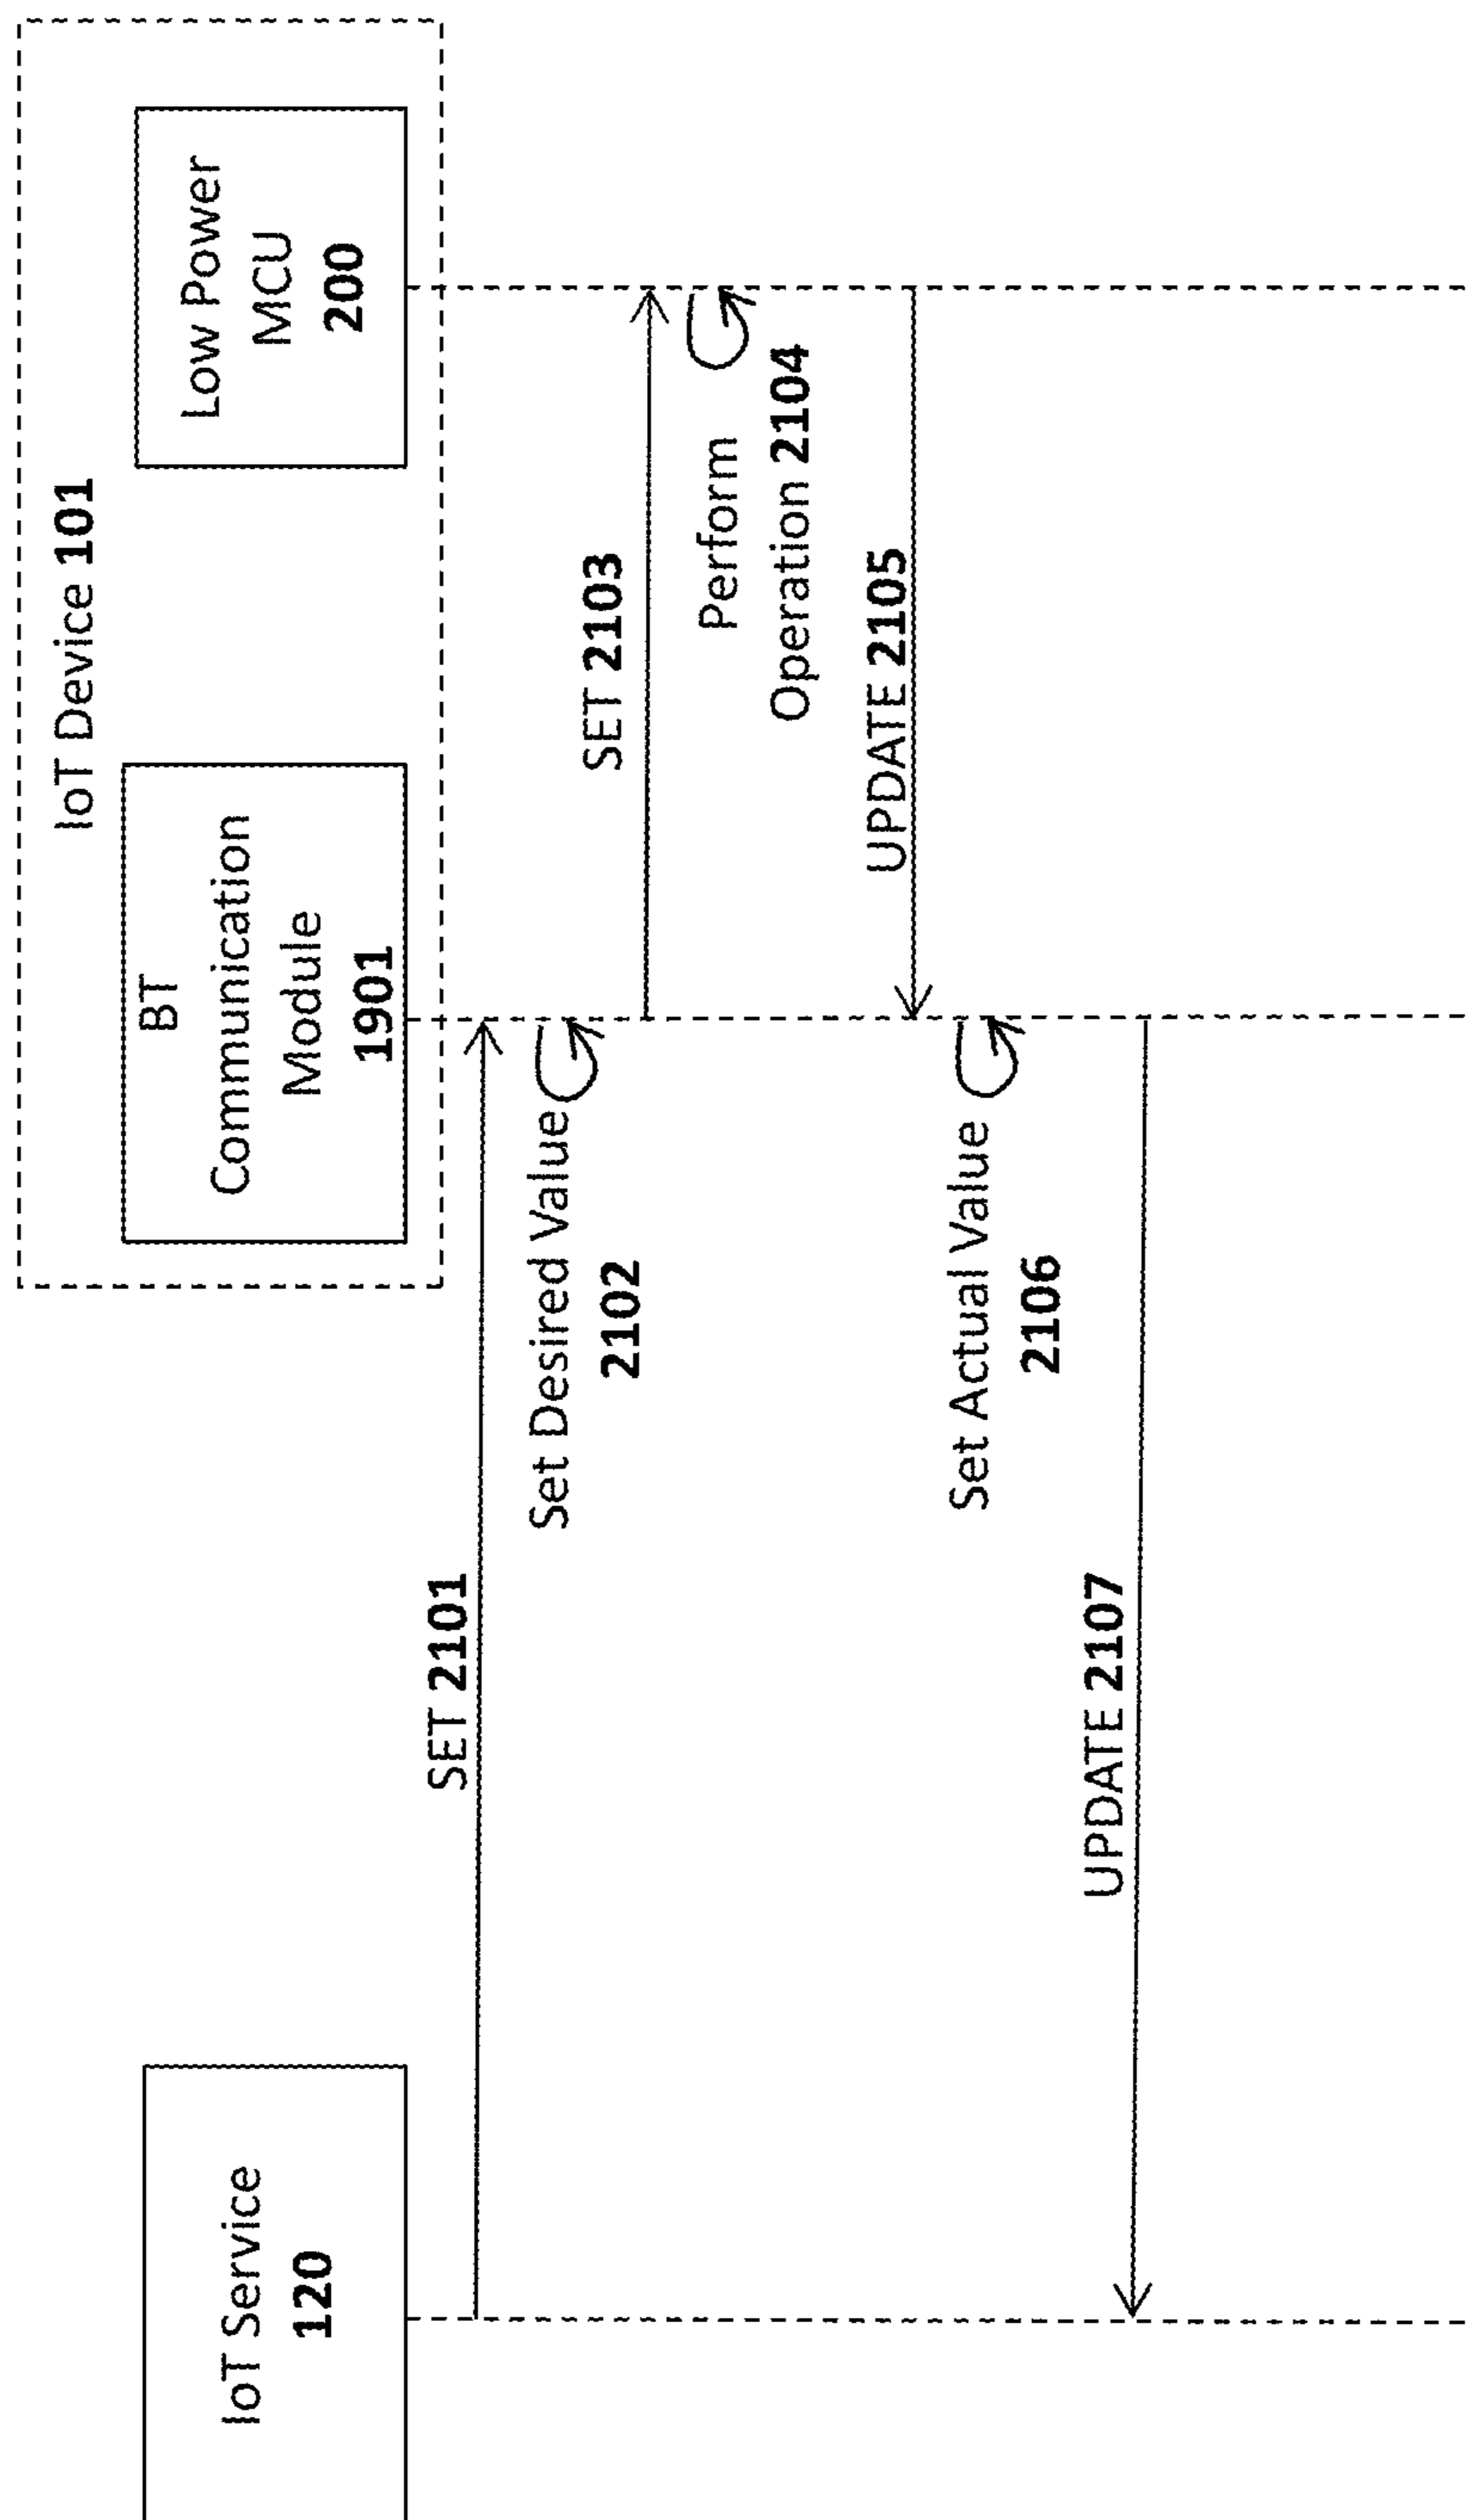 IoT Device 101
IoT Service
120
BT
Communication
Module
1901
Low Power
MCU
200
SET 2101
Set Desired Value
2102
SET 2103
Perform
Operation 2104
UPDATE 2105
Set Actual Value
2106
UPDATE 2107